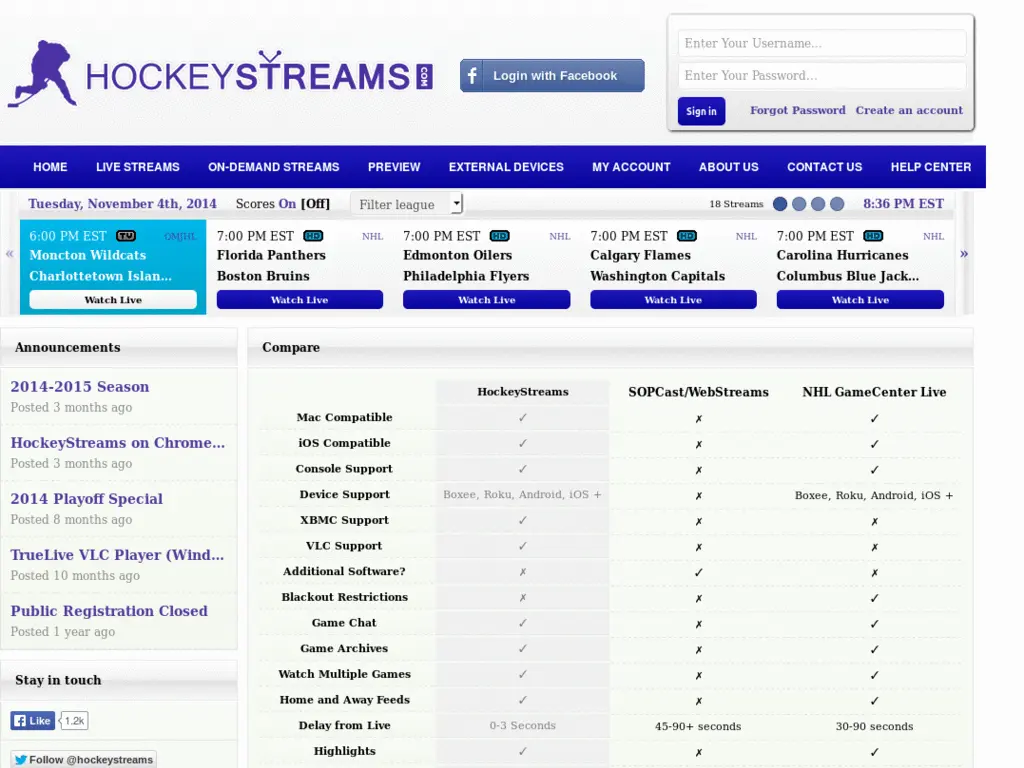 HOCKEYSTREAMS.COM
Login with Facebook
Enter Your Username...
Enter Your Password...
Sign in Forgot Password Create an account
HOME LIVE STREAMS ON-DEMAND STREAMS PREVIEW EXTERNAL DEVICES MY ACCOUNT ABOUT US CONTACT US HELP CENTER
Tuesday, November 4th, 2014 Scores On [Off] Filter league 18 Streams 8:36 PM EST
«
6:00 PM EST TU OMJHL
Moncton Wildcats
Charlottetown Islan...
Watch Live
7:00 PM EST HD NHL
Florida Panthers
Boston Bruins
Watch Live
7:00 PM EST HD NHL
Edmonton Oilers
Philadelphia Flyers
Watch Live
7:00 PM EST HD NHL
Calgary Flames
Washington Capitals
Watch Live
7:00 PM EST HD NHL
Carolina Hurricanes
Columbus Blue Jack...
Watch Live
»
Announcements
2014-2015 Season
Posted 3 months ago
HockeyStreams on Chrome...
Posted 3 months ago
2014 Playoff Special
Posted 8 months ago
TrueLive VLC Player (Wind...
Posted 10 months ago
Public Registration Closed
Posted 1 year ago
Stay in touch
Like 1.2k
Follow @hockeystreams
Compare
HockeyStreams SOPCast/WebStreams NHL GameCenter Live
Mac Compatible ✓ ✗ ✓
iOS Compatible ✓ ✗ ✓
Console Support ✓ ✗ ✓
Device Support Boxee, Roku, Android, iOS + ✗ Boxee, Roku, Android, iOS +
XBMC Support ✓ ✗ ✗
VLC Support ✓ ✗ ✗
Additional Software? ✗ ✓ ✗
Blackout Restrictions ✗ ✗ ✓
Game Chat ✓ ✗ ✓
Game Archives ✓ ✗ ✓
Watch Multiple Games ✓ ✗ ✓
Home and Away Feeds ✓ ✗ ✓
Delay from Live 0-3 Seconds 45-90+ seconds 30-90 seconds
Highlights ✓ ✗ ✓